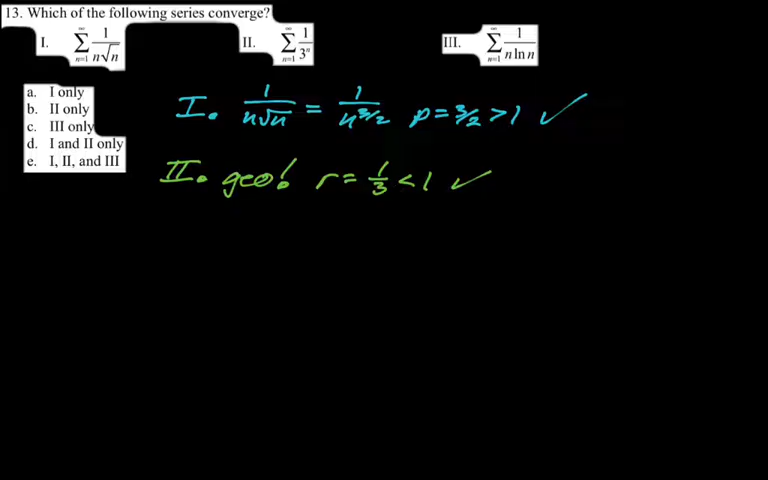 13. Which of the following series converge?
I. ∞∑n=1 1/(n√n) II. ∞∑n=1 1/3ⁿ III. ∞∑n=1 1/(n ln n)
a. I only
b. II only
c. III only
d. I and II only
e. I, II, and III
I. 1/(n√n) = 1/n^(3/2) p = 3/2 > 1 ✓
II. geo! r = 1/3 < 1 ✓